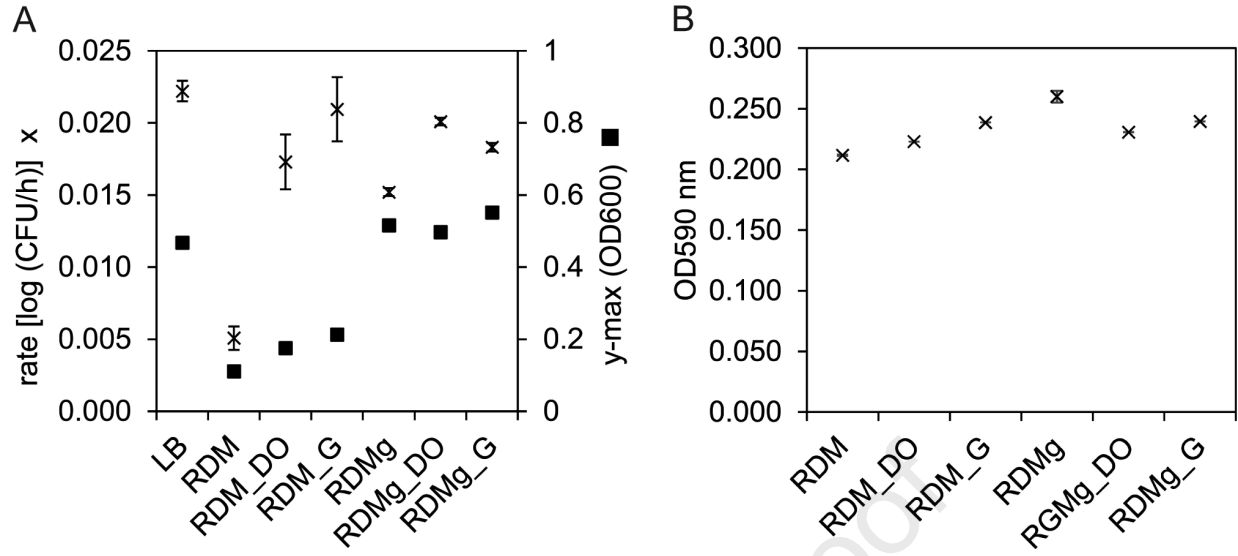 A
rate [log (CFU/h)] x
0.025
0.020
0.015
0.010
0.005
0.000
1
0.8
0.6
0.4
0.2
0
y-max (OD600) ■
LB
RDM
RDM_DO
RDM_G
RDMg
RDMg_DO
RDMg_G
B
OD590 nm
0.300
0.250
0.200
0.150
0.100
0.050
0.000
RDM
RDM_DO
RDM_G
RDMg
RGMg_DO
RDMg_G